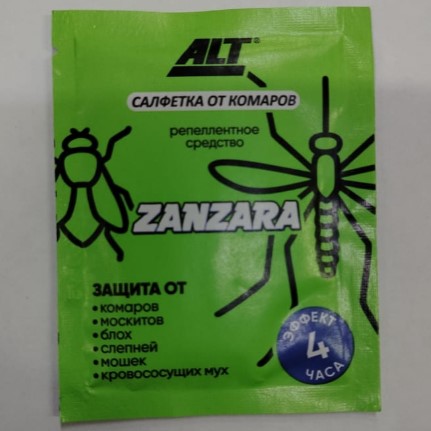 ALT®
САЛФЕТКА ОТ КОМАРОВ
репеллентное
средство
ZANZARA
ЗАЩИТА ОТ
• комаров
• москитов
• блох
• слепней
• мошек
• кровососущих мух
ЭФФЕКТ
4
ЧАСА